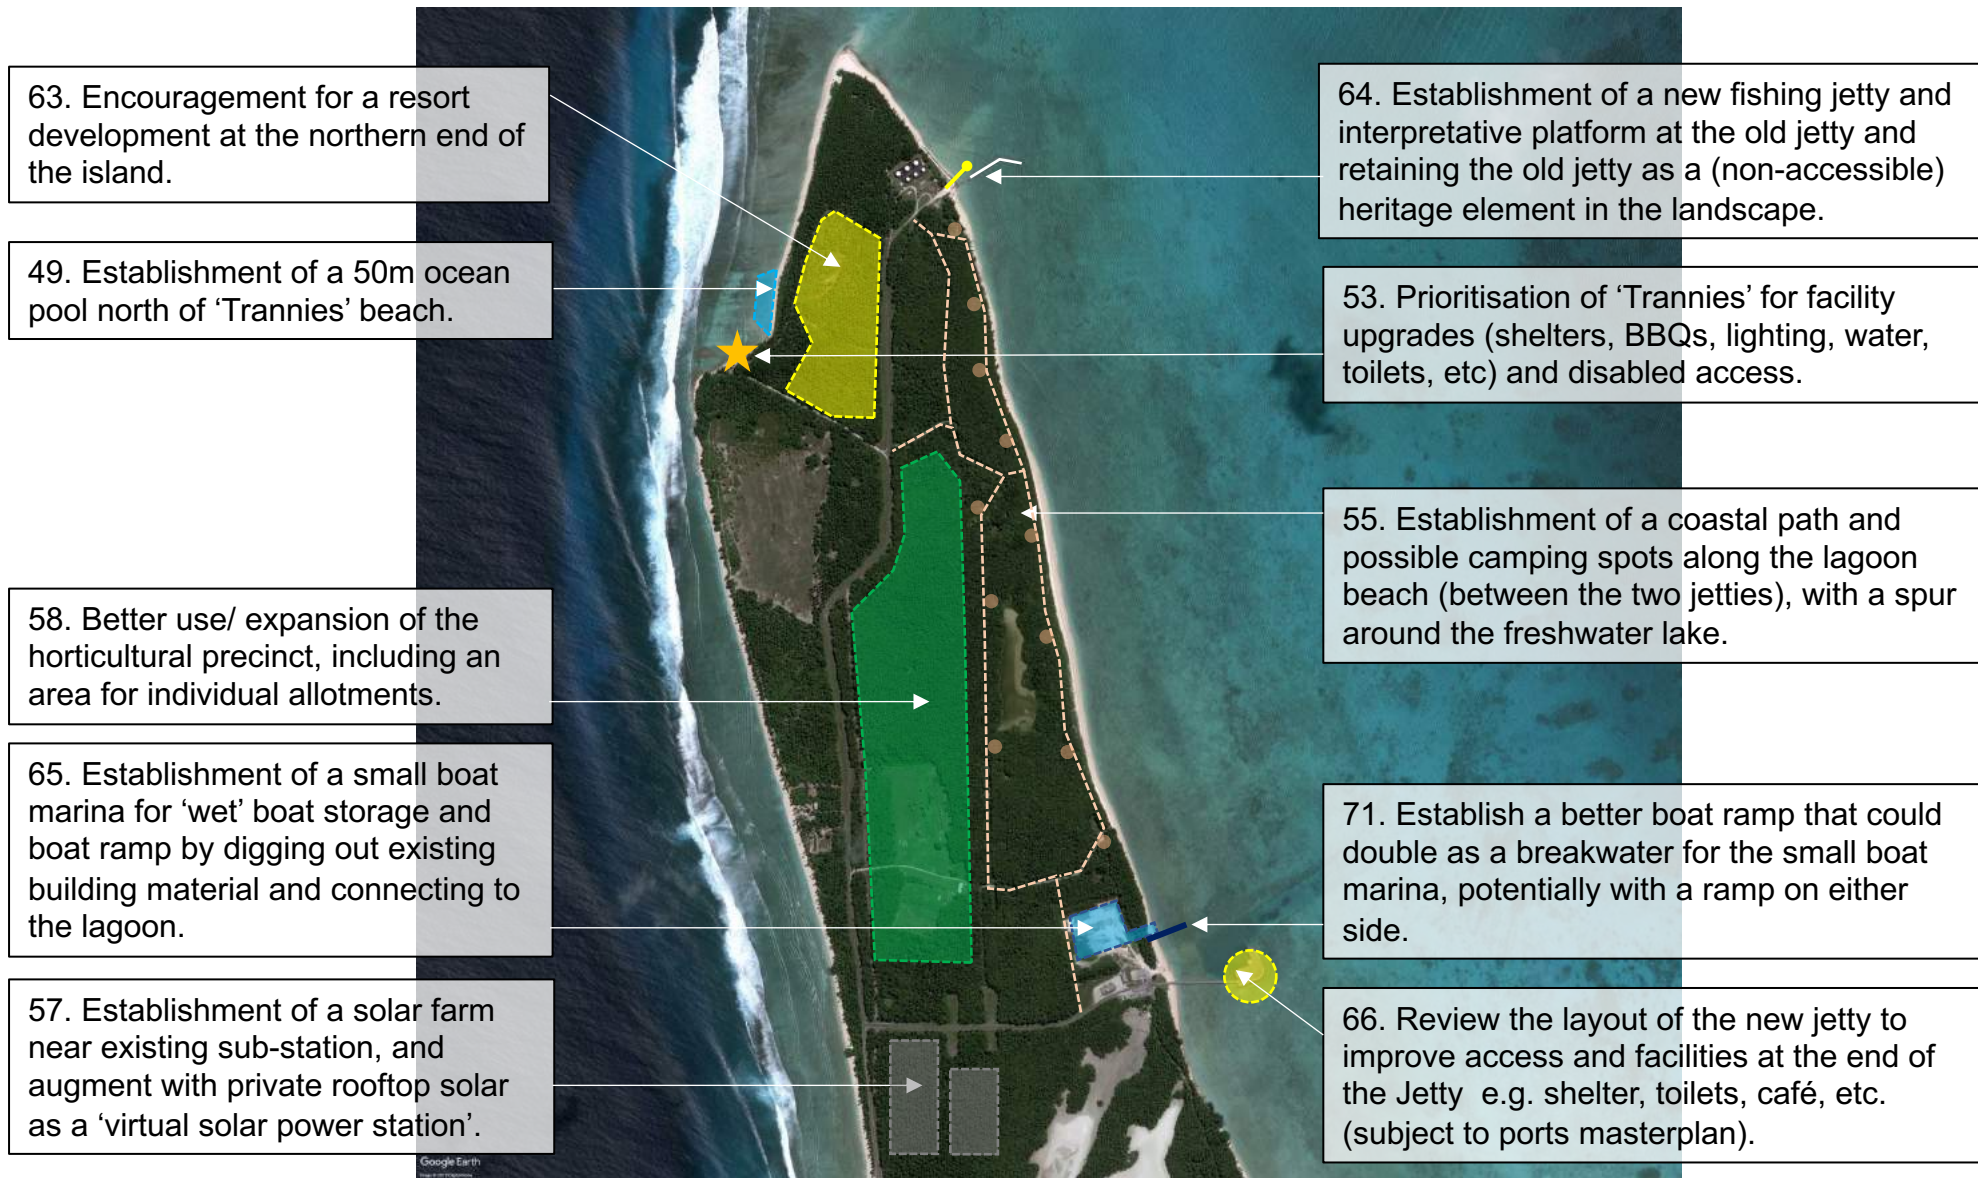 63. Encouragement for a resort
development at the northern end of
the island.
49. Establishment of a 50m ocean
pool north of ‘Trannies’ beach.
58. Better use/ expansion of the
horticultural precinct, including an
area for individual allotments.
65. Establishment of a small boat
marina for ‘wet’ boat storage and
boat ramp by digging out existing
building material and connecting to
the lagoon.
57. Establishment of a solar farm
near existing sub-station, and
augment with private rooftop solar
as a ‘virtual solar power station’.
64. Establishment of a new fishing jetty and
interpretative platform at the old jetty and
retaining the old jetty as a (non-accessible)
heritage element in the landscape.
53. Prioritisation of ‘Trannies’ for facility
upgrades (shelters, BBQs, lighting, water,
toilets, etc) and disabled access.
55. Establishment of a coastal path and
possible camping spots along the lagoon
beach (between the two jetties), with a spur
around the freshwater lake.
71. Establish a better boat ramp that could
double as a breakwater for the small boat
marina, potentially with a ramp on either
side.
66. Review the layout of the new jetty to
improve access and facilities at the end of
the Jetty  e.g. shelter, toilets, café, etc.
(subject to ports masterplan).
Google Earth